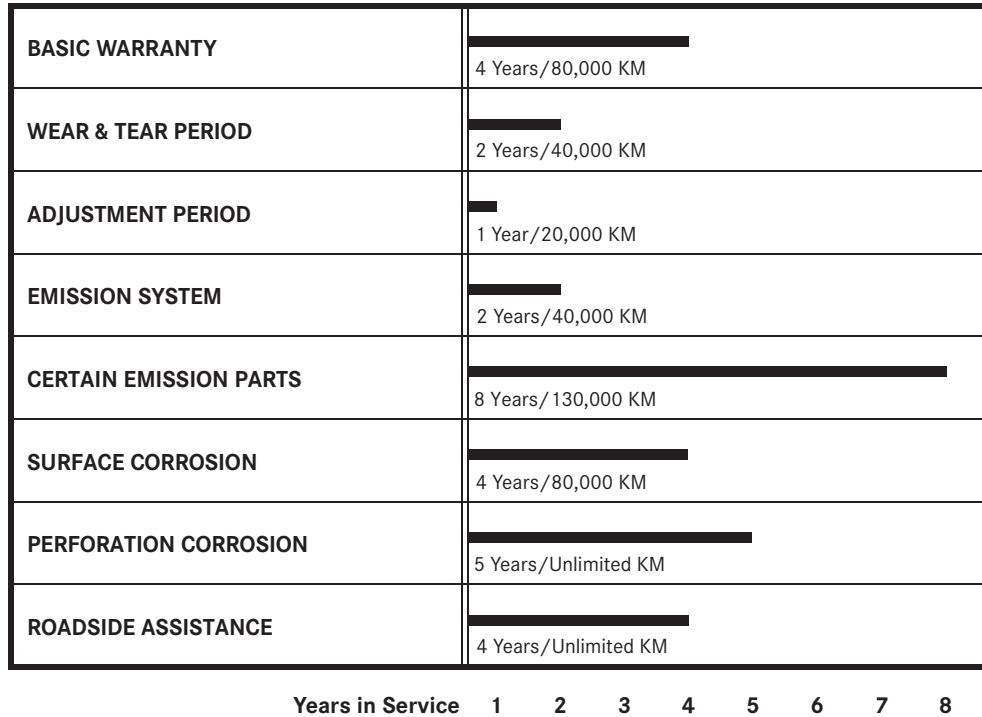 BASIC WARRANTY
4 Years/80,000 KM
WEAR & TEAR PERIOD
2 Years/40,000 KM
ADJUSTMENT PERIOD
1 Year/20,000 KM
EMISSION SYSTEM
2 Years/40,000 KM
CERTAIN EMISSION PARTS
8 Years/130,000 KM
SURFACE CORROSION
4 Years/80,000 KM
PERFORATION CORROSION
5 Years/Unlimited KM
ROADSIDE ASSISTANCE
4 Years/Unlimited KM
Years in Service 1 2 3 4 5 6 7 8